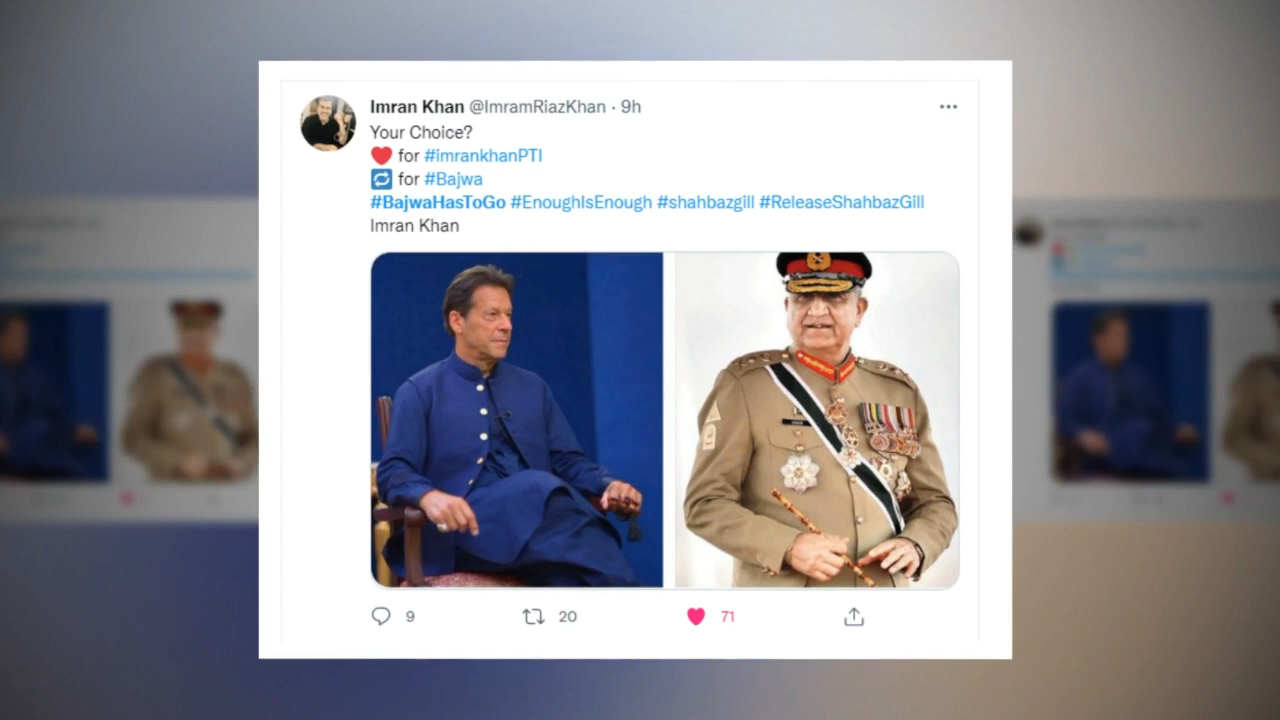 Imran Khan @ImramRiazKhan · 9h
Your Choice?
❤️ for #imrankhanPTI
🔁 for #Bajwa
#BajwaHasToGo #EnoughIsEnough #shahbazgill #ReleaseShahbazGill
Imran Khan
9 20 71